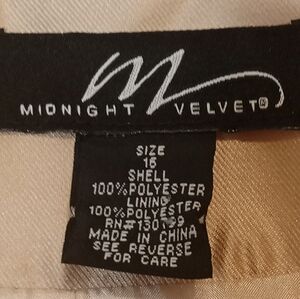 M
MIDNIGHT VELVET®
SIZE
16
SHELL
100%POLYESTER
LINING
100%POLYESTER
MADE IN CHINA
SEE REVERSE
FOR CARE